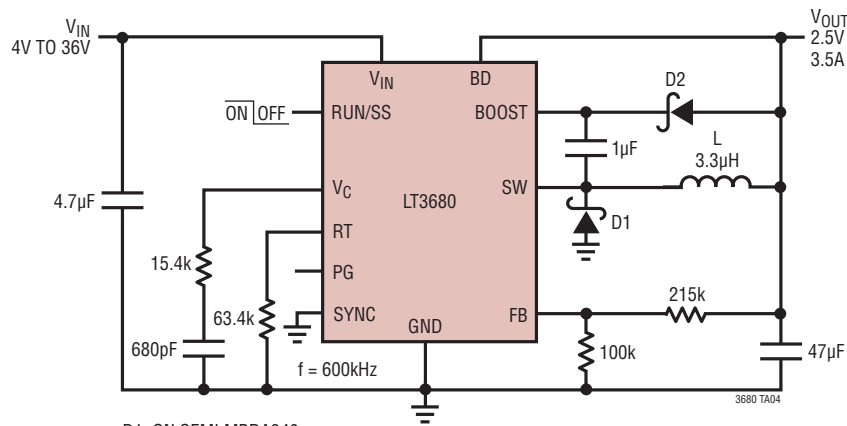 V_IN
4V TO 36V
V_OUT
2.5V
3.5A
V_IN
BD
D2
ON OFF
RUN/SS
BOOST
L
3.3µH
1µF
4.7µF
V_C
LT3680
SW
D1
RT
15.4k
PG
215k
63.4k
SYNC
GND
FB
680pF
100k
47µF
f = 600kHz
3680 TA04